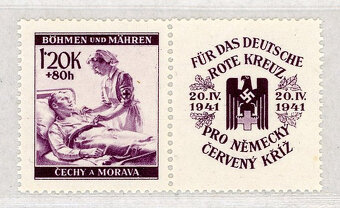 BÖHMEN UND MÄHREN
1'20K
+80h
ČECHY A MORAVA
FÜR DAS DEUTSCHE
ROTE KREUZ
20.IV. 20.IV.
1941 1941
PRO NĚMECKÝ
ČERVENÝ KŘÍŽ